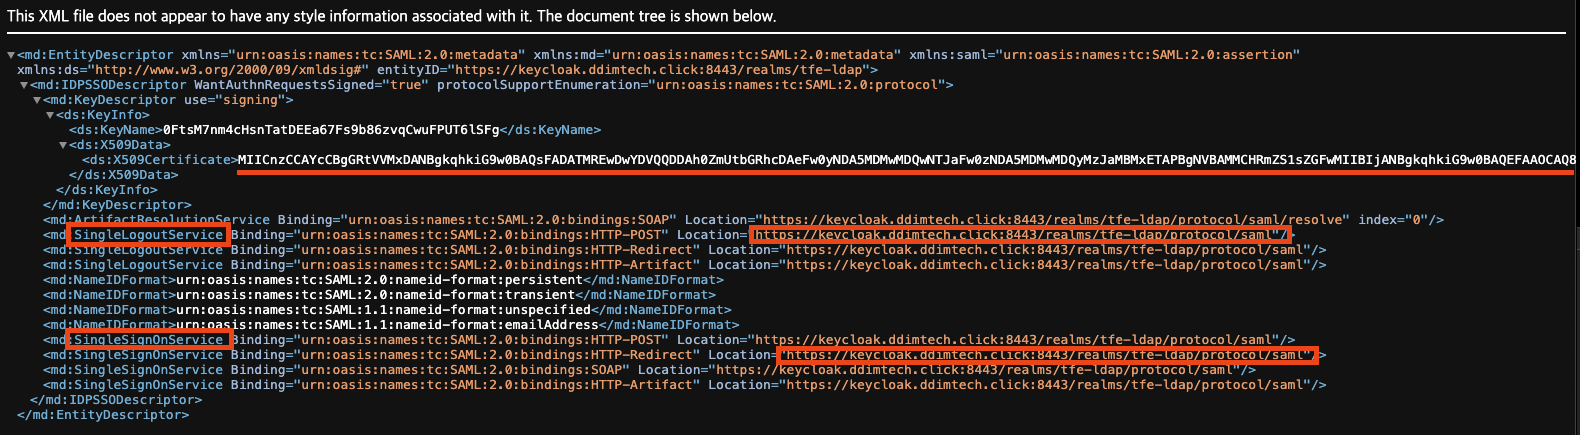 This XML file does not appear to have any style information associated with it. The document tree is shown below.
▼<md:EntityDescriptor xmlns="urn:oasis:names:tc:SAML:2.0:metadata" xmlns:md="urn:oasis:names:tc:SAML:2.0:metadata" xmlns:saml="urn:oasis:names:tc:SAML:2.0:assertion"
xmlns:ds="http://www.w3.org/2000/09/xmldsig#" entityID="https://keycloak.ddimtech.click:8443/realms/tfe-ldap">
▼<md:IDPSSODescriptor WantAuthnRequestsSigned="true" protocolSupportEnumeration="urn:oasis:names:tc:SAML:2.0:protocol">
▼<md:KeyDescriptor use="signing">
▼<ds:KeyInfo>
<ds:KeyName>0FtsM7nm4cHsnTatDEEa67Fs9b86zvqCwuFPUT6lSFg</ds:KeyName>
▼<ds:X509Data>
<ds:X509Certificate>MIICnzCCAYcCBgGRtVVMxDANBgkqhkiG9w0BAQsFADATMREwDwYDVQQDDAh0ZmUtbGRhcDAeFw0yNDA5MDMwMDQwNTJaFw0zNDA5MDMwMDQyMzJaMBMxETAPBgNVBAMMCHRmZS1sZGFwMIIBIjANBgkqhkiG9w0BAQEFAAOCAQ8
</ds:X509Data>
</ds:KeyInfo>
</md:KeyDescriptor>
<md:ArtifactResolutionService Binding="urn:oasis:names:tc:SAML:2.0:bindings:SOAP" Location="https://keycloak.ddimtech.click:8443/realms/tfe-ldap/protocol/saml/resolve" index="0"/>
<md:SingleLogoutService Binding="urn:oasis:names:tc:SAML:2.0:bindings:HTTP-POST" Location="https://keycloak.ddimtech.click:8443/realms/tfe-ldap/protocol/saml"/>
<md:SingleLogoutService Binding="urn:oasis:names:tc:SAML:2.0:bindings:HTTP-Redirect" Location="https://keycloak.ddimtech.click:8443/realms/tfe-ldap/protocol/saml"/>
<md:SingleLogoutService Binding="urn:oasis:names:tc:SAML:2.0:bindings:HTTP-Artifact" Location="https://keycloak.ddimtech.click:8443/realms/tfe-ldap/protocol/saml"/>
<md:NameIDFormat>urn:oasis:names:tc:SAML:2.0:nameid-format:persistent</md:NameIDFormat>
<md:NameIDFormat>urn:oasis:names:tc:SAML:2.0:nameid-format:transient</md:NameIDFormat>
<md:NameIDFormat>urn:oasis:names:tc:SAML:1.1:nameid-format:unspecified</md:NameIDFormat>
<md:NameIDFormat>urn:oasis:names:tc:SAML:1.1:nameid-format:emailAddress</md:NameIDFormat>
<md:SingleSignOnService Binding="urn:oasis:names:tc:SAML:2.0:bindings:HTTP-POST" Location="https://keycloak.ddimtech.click:8443/realms/tfe-ldap/protocol/saml"/>
<md:SingleSignOnService Binding="urn:oasis:names:tc:SAML:2.0:bindings:HTTP-Redirect" Location="https://keycloak.ddimtech.click:8443/realms/tfe-ldap/protocol/saml"/>
<md:SingleSignOnService Binding="urn:oasis:names:tc:SAML:2.0:bindings:SOAP" Location="https://keycloak.ddimtech.click:8443/realms/tfe-ldap/protocol/saml"/>
<md:SingleSignOnService Binding="urn:oasis:names:tc:SAML:2.0:bindings:HTTP-Artifact" Location="https://keycloak.ddimtech.click:8443/realms/tfe-ldap/protocol/saml"/>
</md:IDPSSODescriptor>
</md:EntityDescriptor>